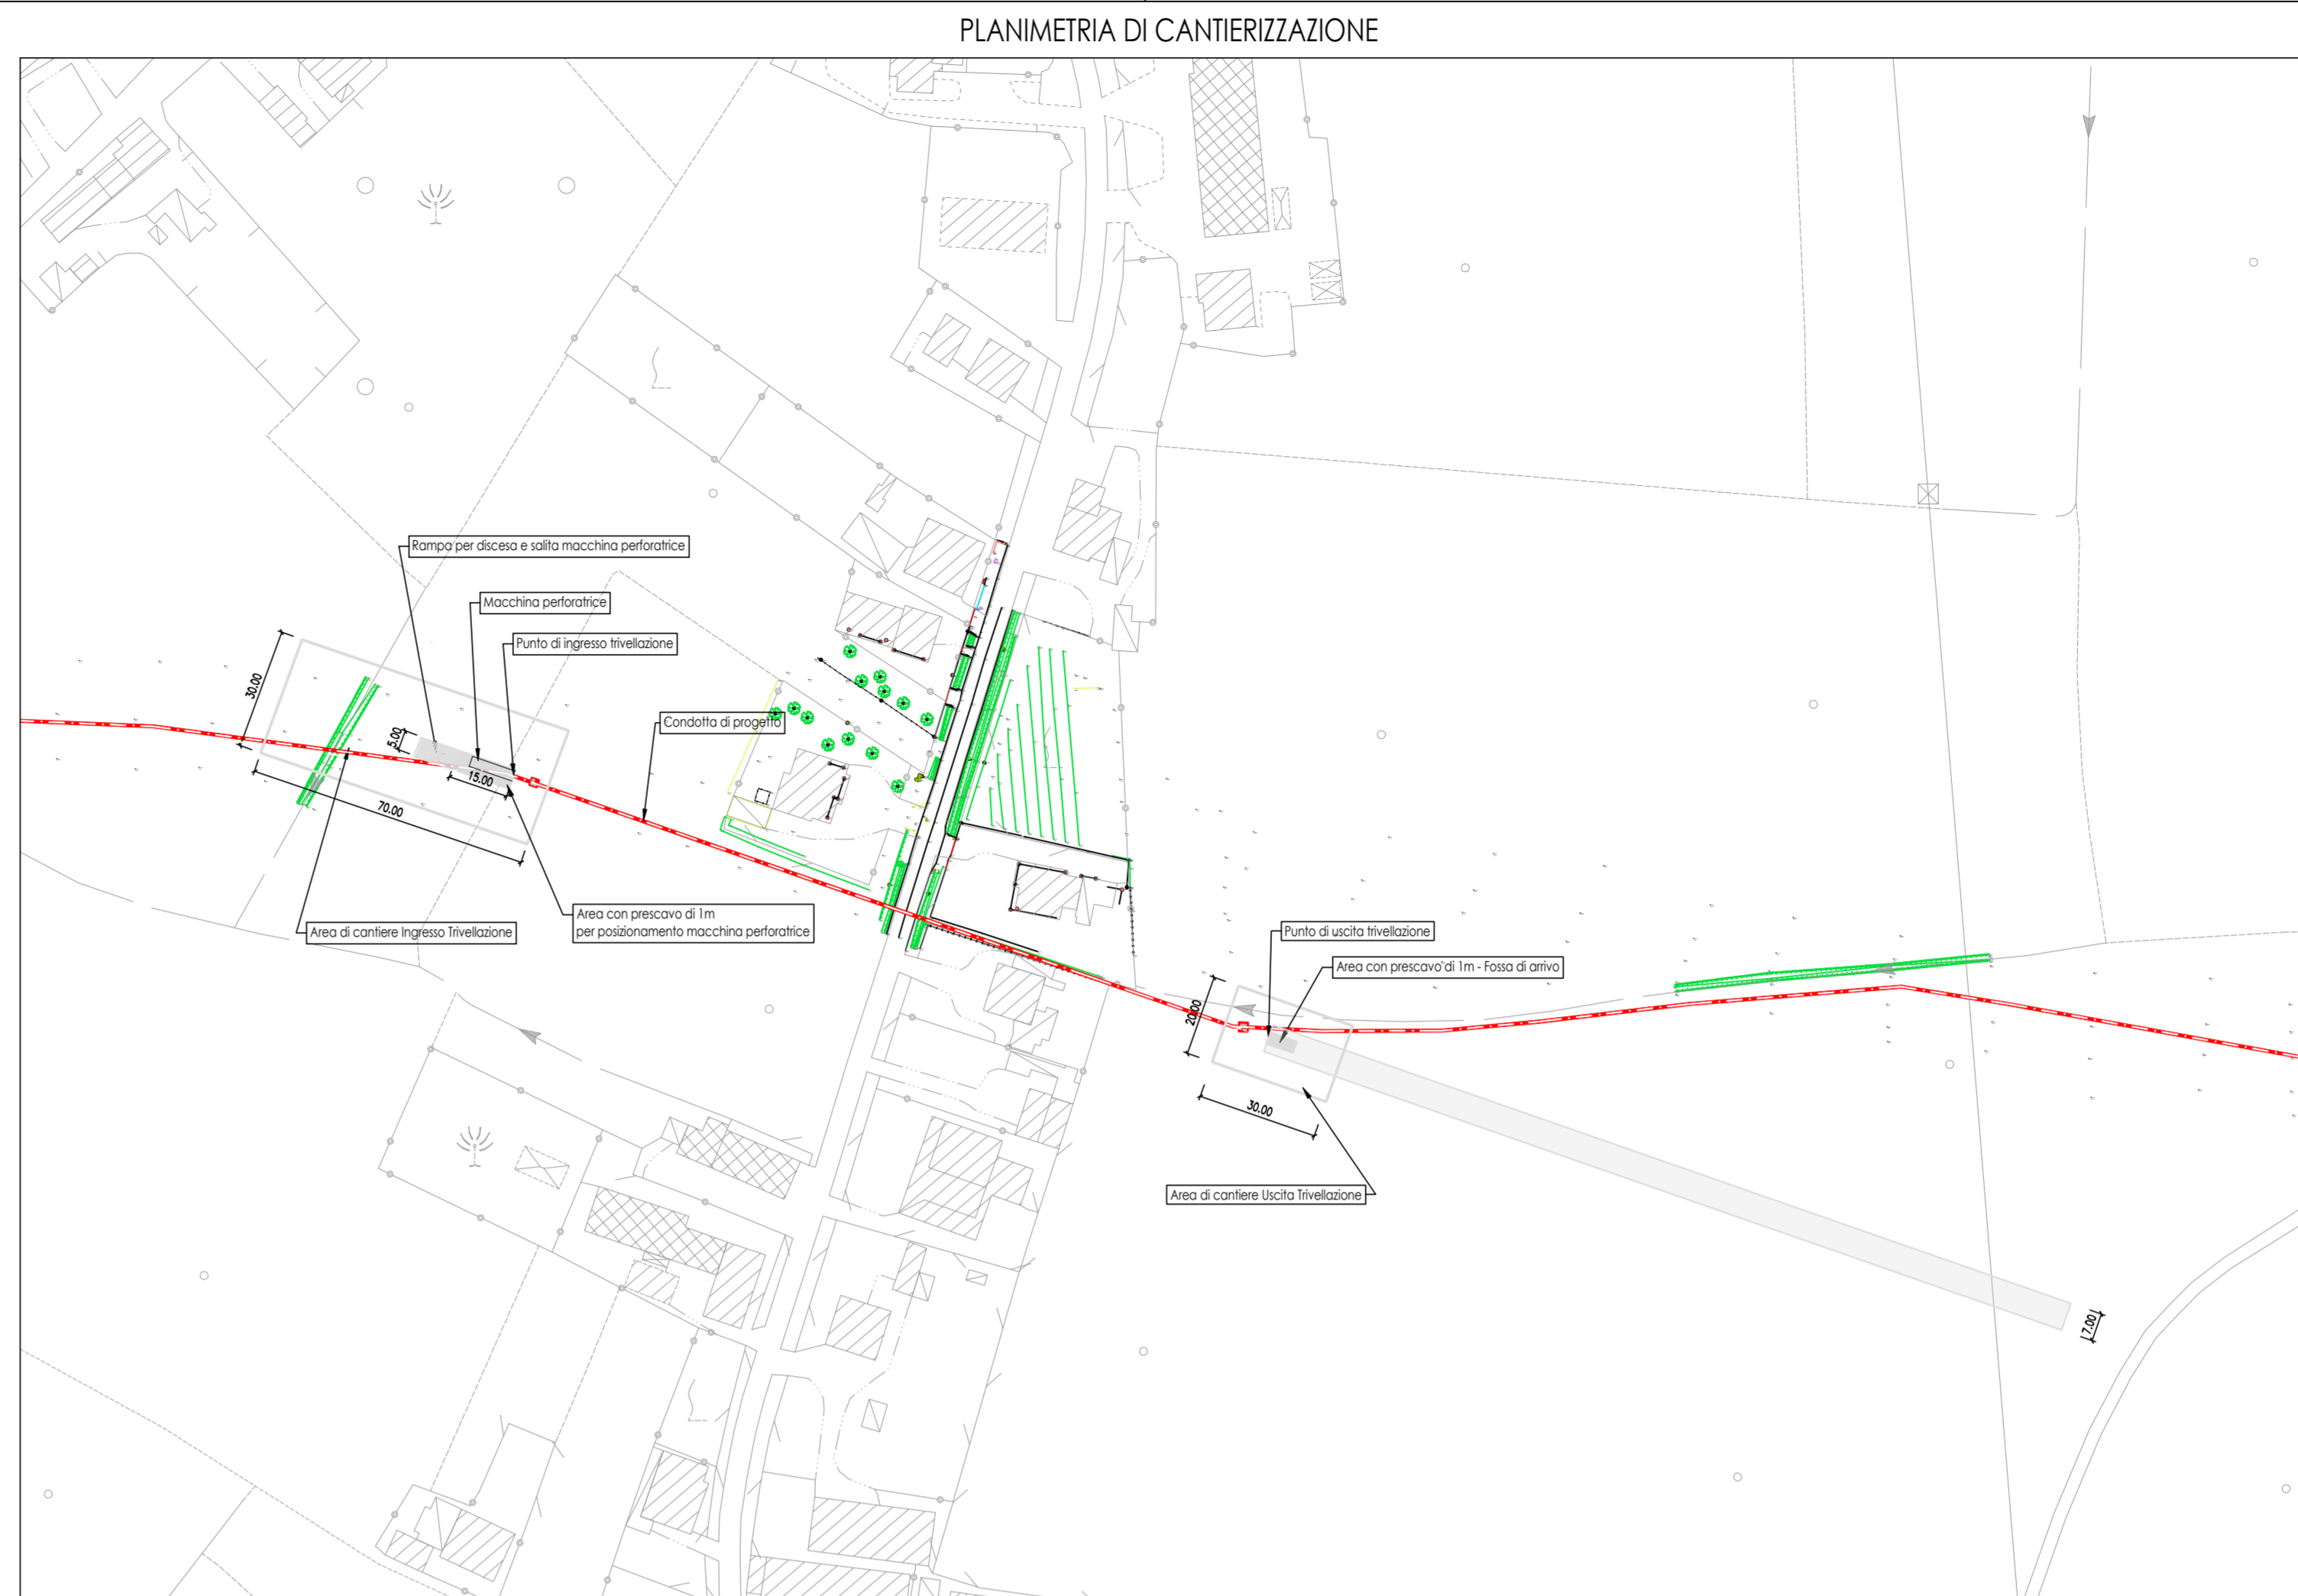 PLANIMETRIA DI CANTIERIZZAZIONE
Rampa per discesa e salita macchina perforatrice
Macchina perforatrice
Punto di ingresso trivellazione
30.00
5.00
15.00
70.00
Condotta di progetto
Area di cantiere Ingresso Trivellazione
Area con prescavo di 1m
per posizionamento macchina perforatrice
Punto di uscita trivellazione
Area con prescavo di 1m - Fossa di arrivo
20.00
30.00
Area di cantiere Uscita Trivellazione
7.00